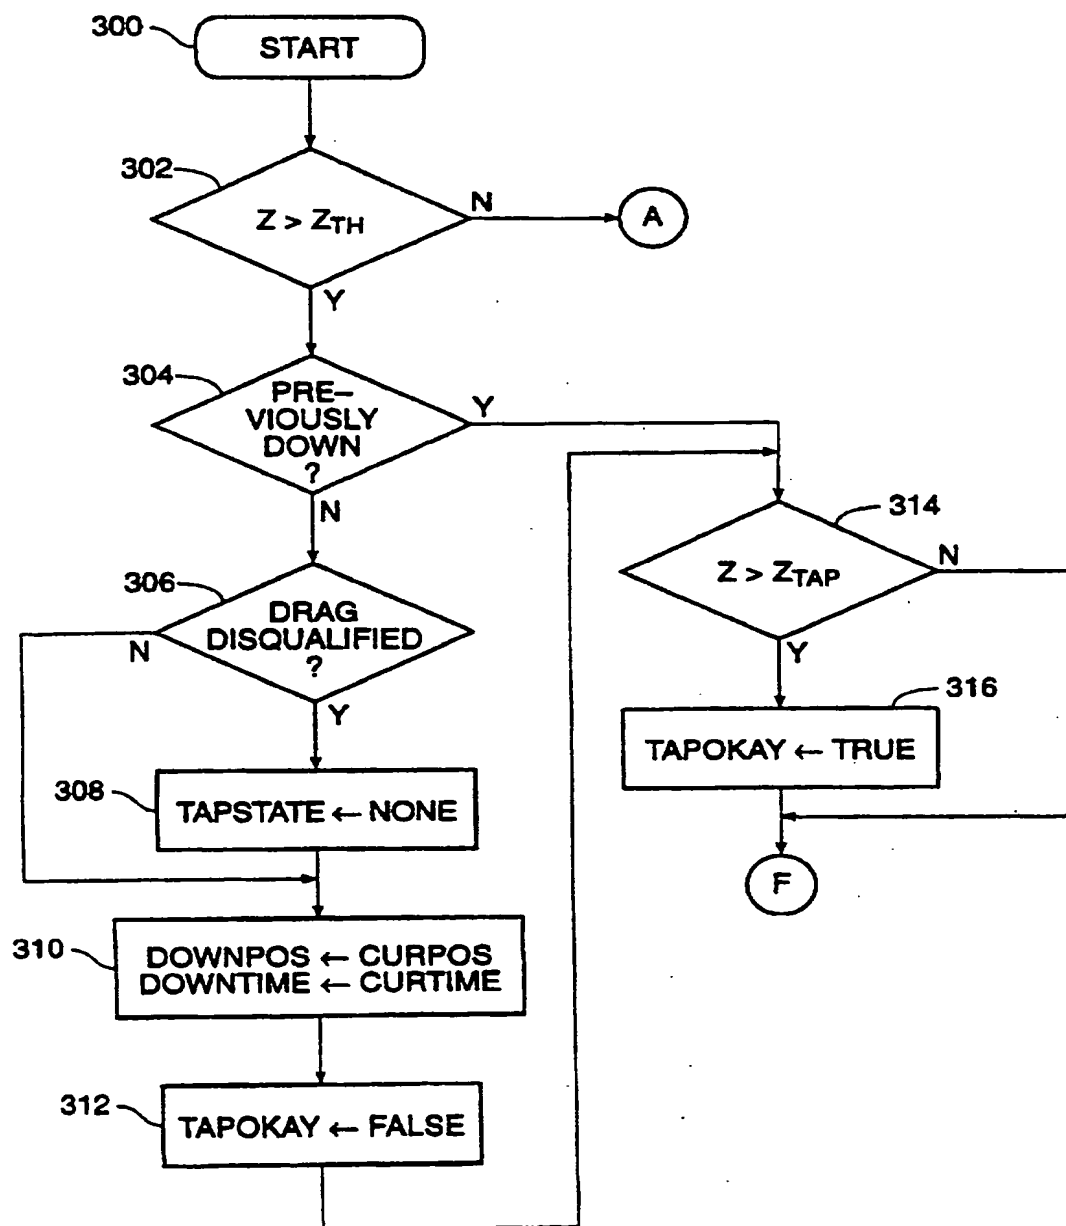 300
START
302
Z > ZTH
N
A
Y
304
PRE-
VIOUSLY
DOWN
?
Y
N
306
DRAG
DISQUALIFIED
?
N
Y
308
TAPSTATE ← NONE
310
DOWNPOS ← CURPOS
DOWNTIME ← CURTIME
312
TAPOKAY ← FALSE
314
Z > ZTAP
N
Y
316
TAPOKAY ← TRUE
F